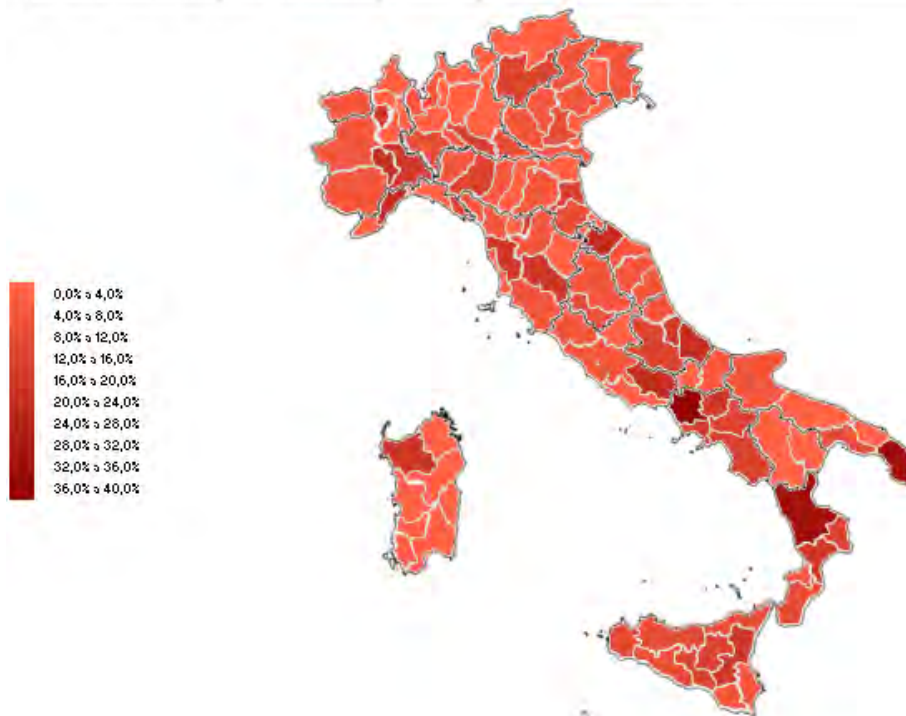 0,0% a 4,0%
4,0% a 8,0%
8,0% a 12,0%
12,0% a 16,0%
16,0% a 20,0%
20,0% a 24,0%
24,0% a 28,0%
28,0% a 32,0%
32,0% a 36,0%
36,0% a 40,0%